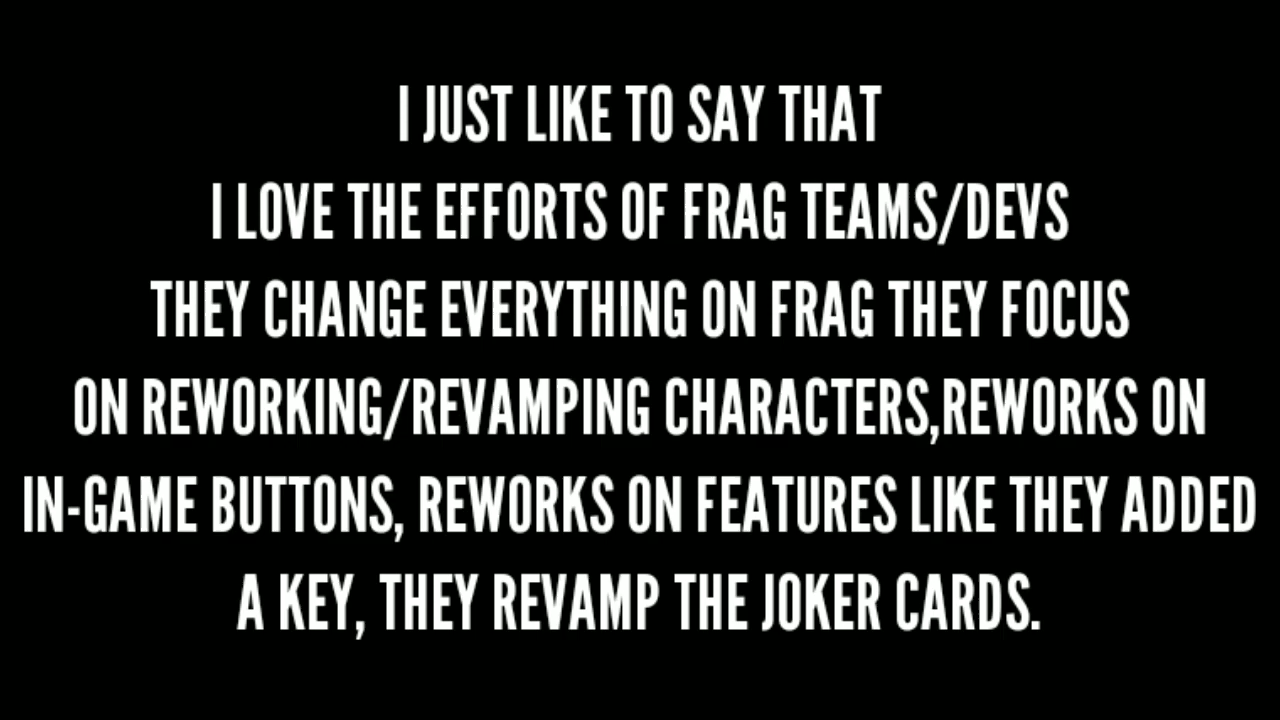 I JUST LIKE TO SAY THAT
I LOVE THE EFFORTS OF FRAG TEAMS/DEVS
THEY CHANGE EVERYTHING ON FRAG THEY FOCUS
ON REWORKING/REVAMPING CHARACTERS,REWORKS ON
IN-GAME BUTTONS, REWORKS ON FEATURES LIKE THEY ADDED
A KEY, THEY REVAMP THE JOKER CARDS.